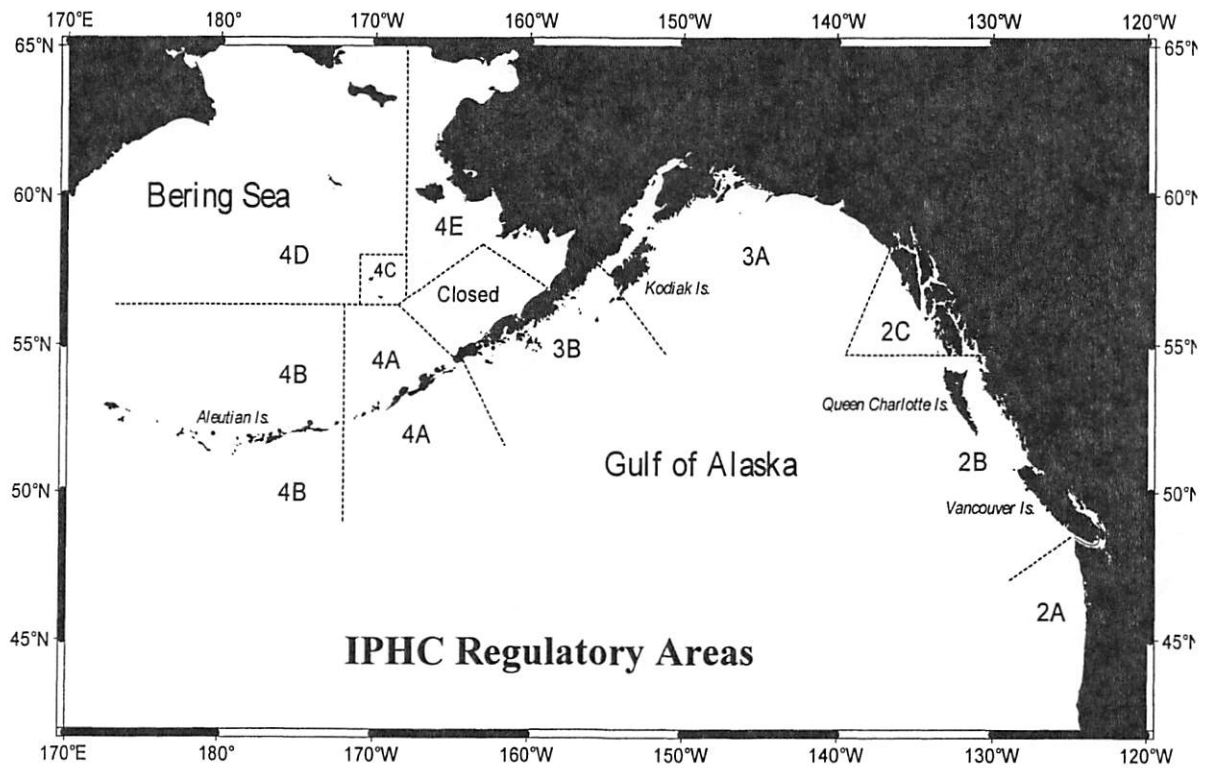 170°E 180° 170°W 160°W 150°W 140°W 130°W 120°W
65°N 65°N
60°N 60°N
Bering Sea
4E
4D
3A
4C
Kodiak Is.
Closed
2C
55°N 55°N
3B
4A
4B
Queen Charlotte Is.
Aleutian Is.
4A
Gulf of Alaska
2B
50°N 50°N
4B
Vancouver Is.
2A
45°N 45°N
IPHC Regulatory Areas
170°E 180° 170°W 160°W 150°W 140°W 130°W 120°W